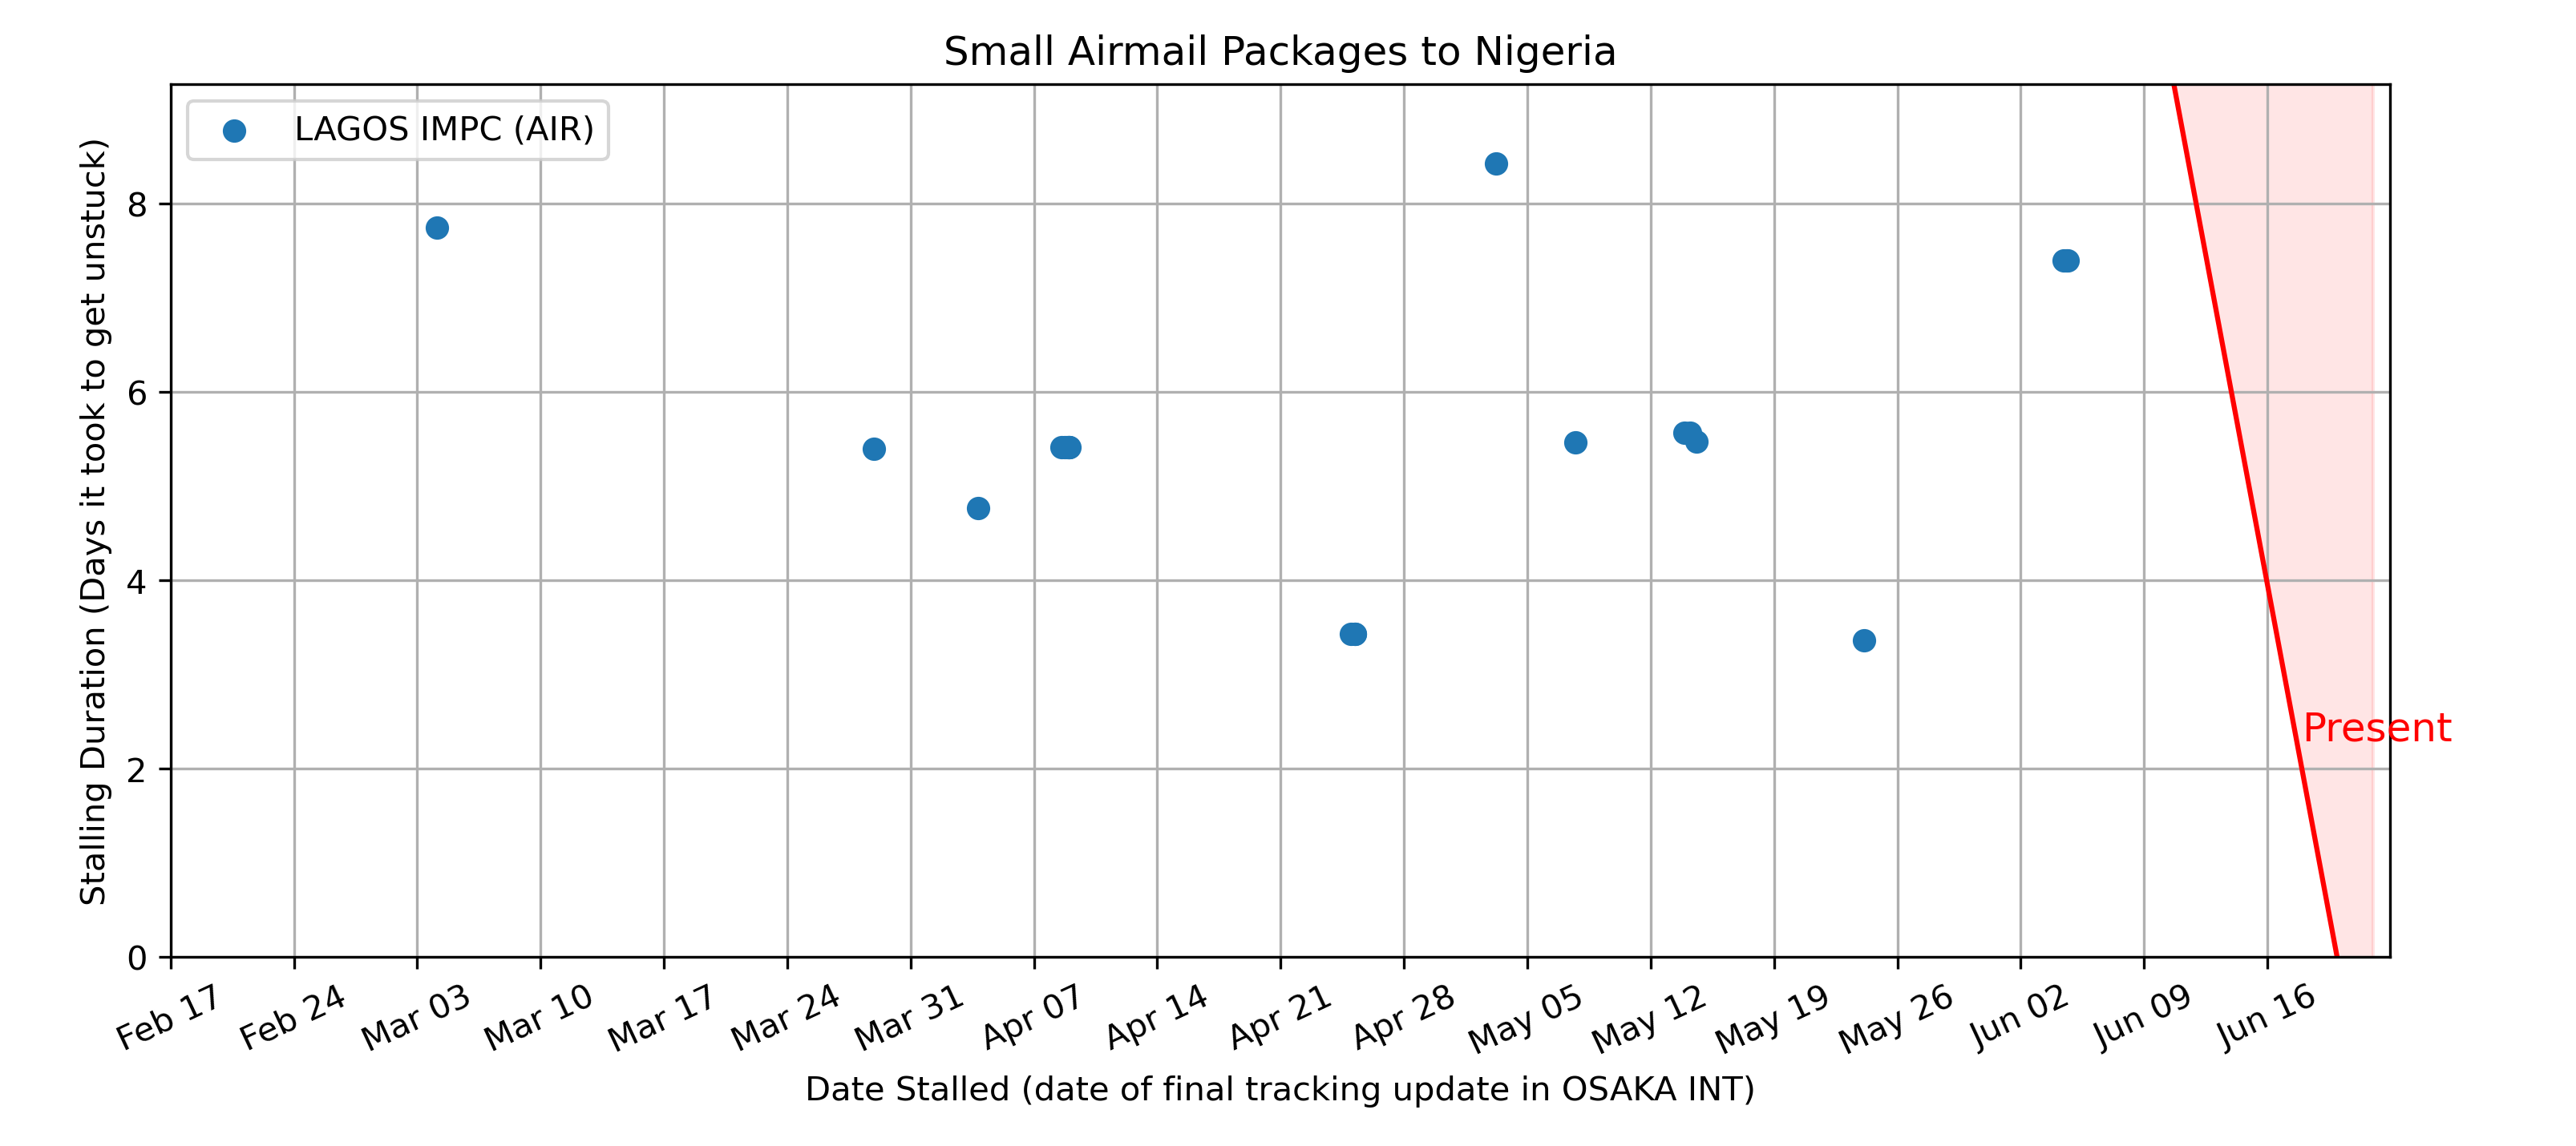 Small Airmail Packages to Nigeria
LAGOS IMPC (AIR)
Stalling Duration (Days it took to get unstuck)
8
6
4
2
0
Present
Feb 17
Feb 24
Mar 03
Mar 10
Mar 17
Mar 24
Mar 31
Apr 07
Apr 14
Apr 21
Apr 28
May 05
May 12
May 19
May 26
Jun 02
Jun 09
Jun 16
Date Stalled (date of final tracking update in OSAKA INT)